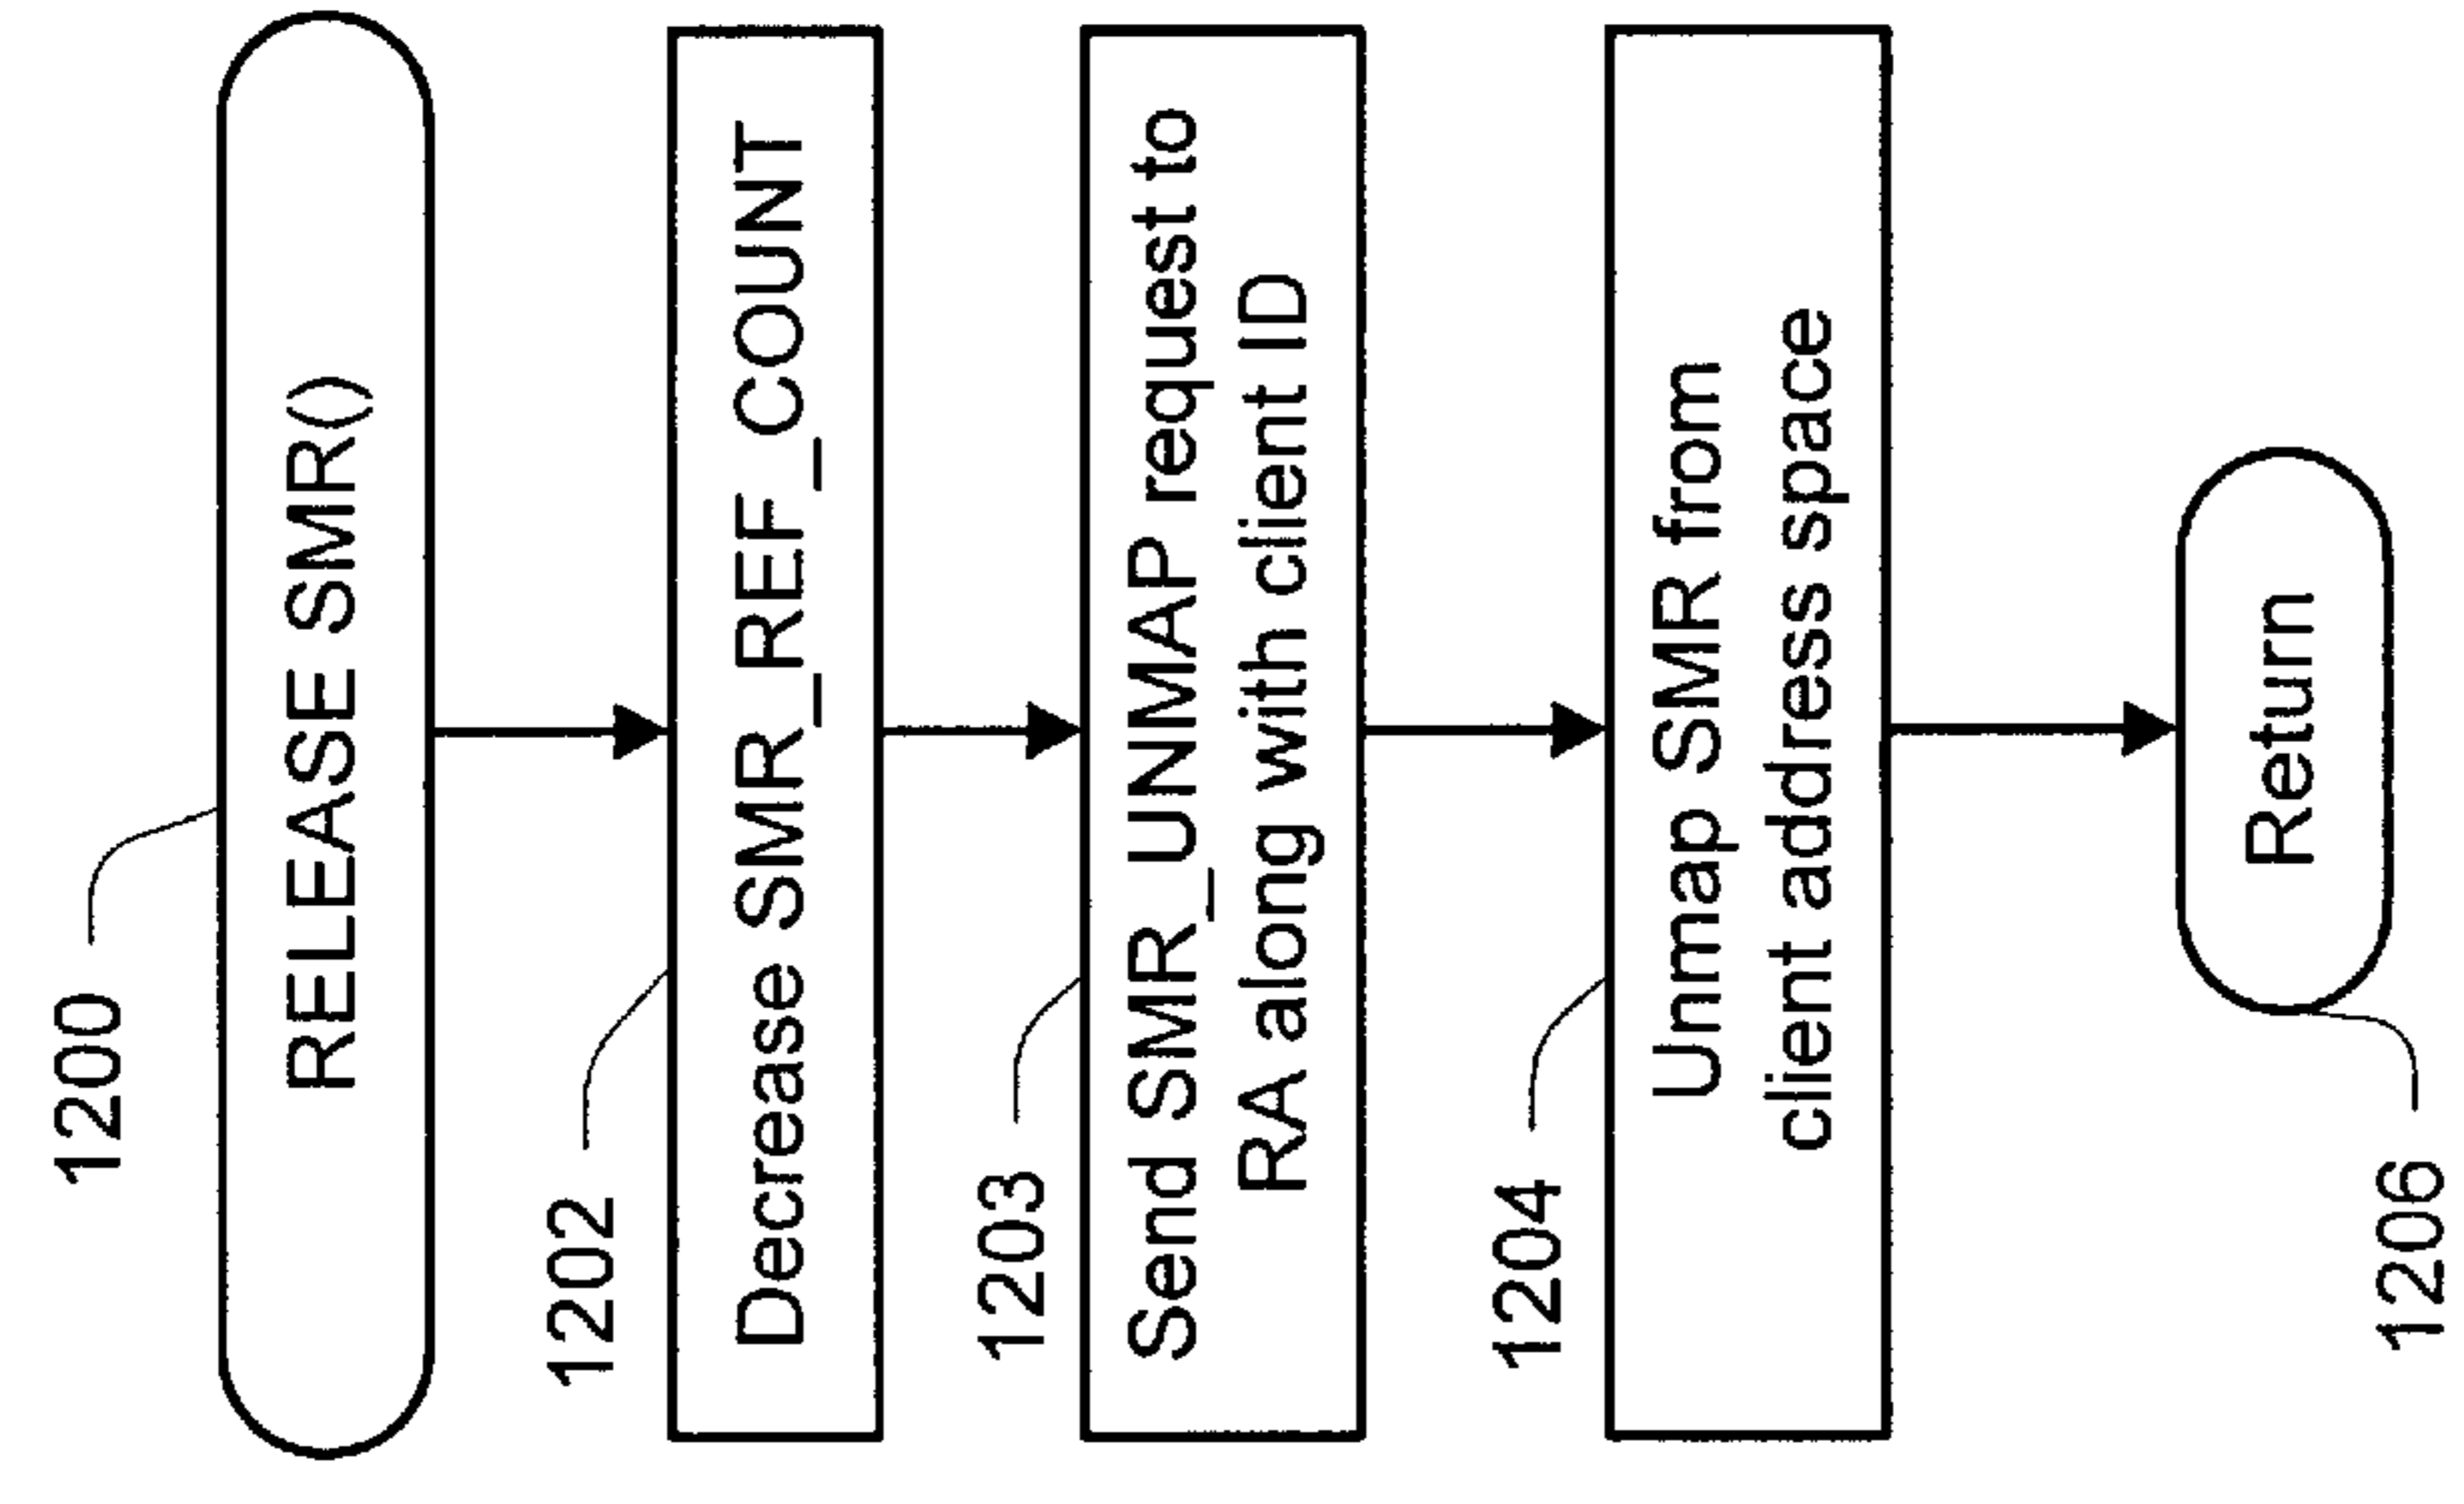 1200
RELEASE SMR()
1202
Decrease SMR_REF_COUNT
1203
Send SMR_UNMAP request to
RA along with client ID
1204
Unmap SMR from
client address space
1206
Return